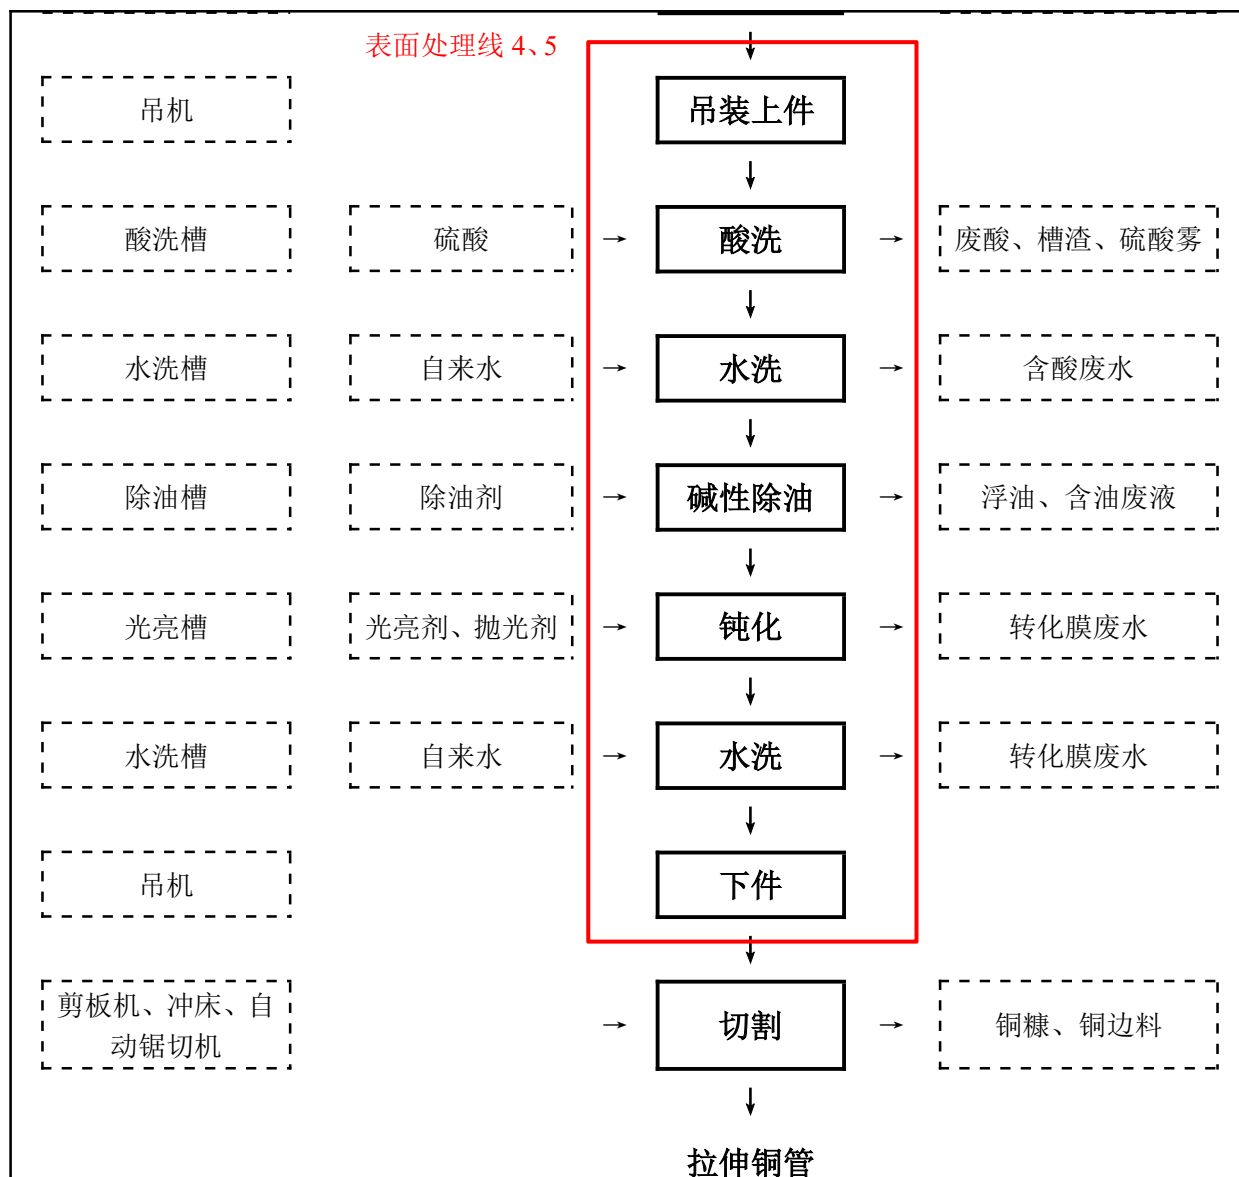 表面处理线 4、5
吊机
吊装上件
酸洗槽
硫酸
酸洗
废酸、槽渣、硫酸雾
水洗槽
自来水
水洗
含酸废水
除油槽
除油剂
碱性除油
浮油、含油废液
光亮槽
光亮剂、抛光剂
钝化
转化膜废水
水洗槽
自来水
水洗
转化膜废水
吊机
下件
剪板机、冲床、自
动锯切机
切割
铜糠、铜边料
拉伸铜管